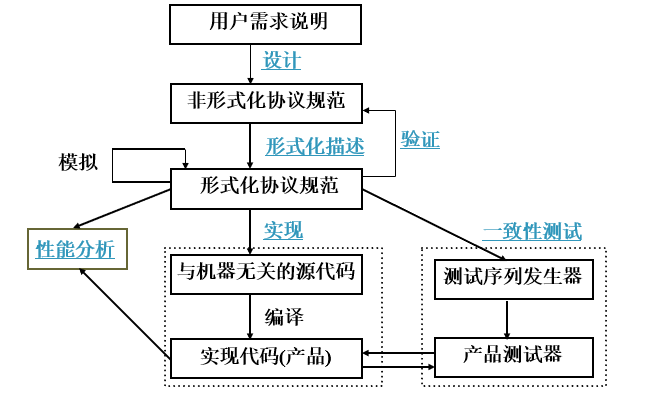 用户需求说明
设计
非形式化协议规范
形式化描述
验证
模拟
形式化协议规范
性能分析
实现
一致性测试
与机器无关的源代码
测试序列发生器
编译
实现代码(产品)
产品测试器